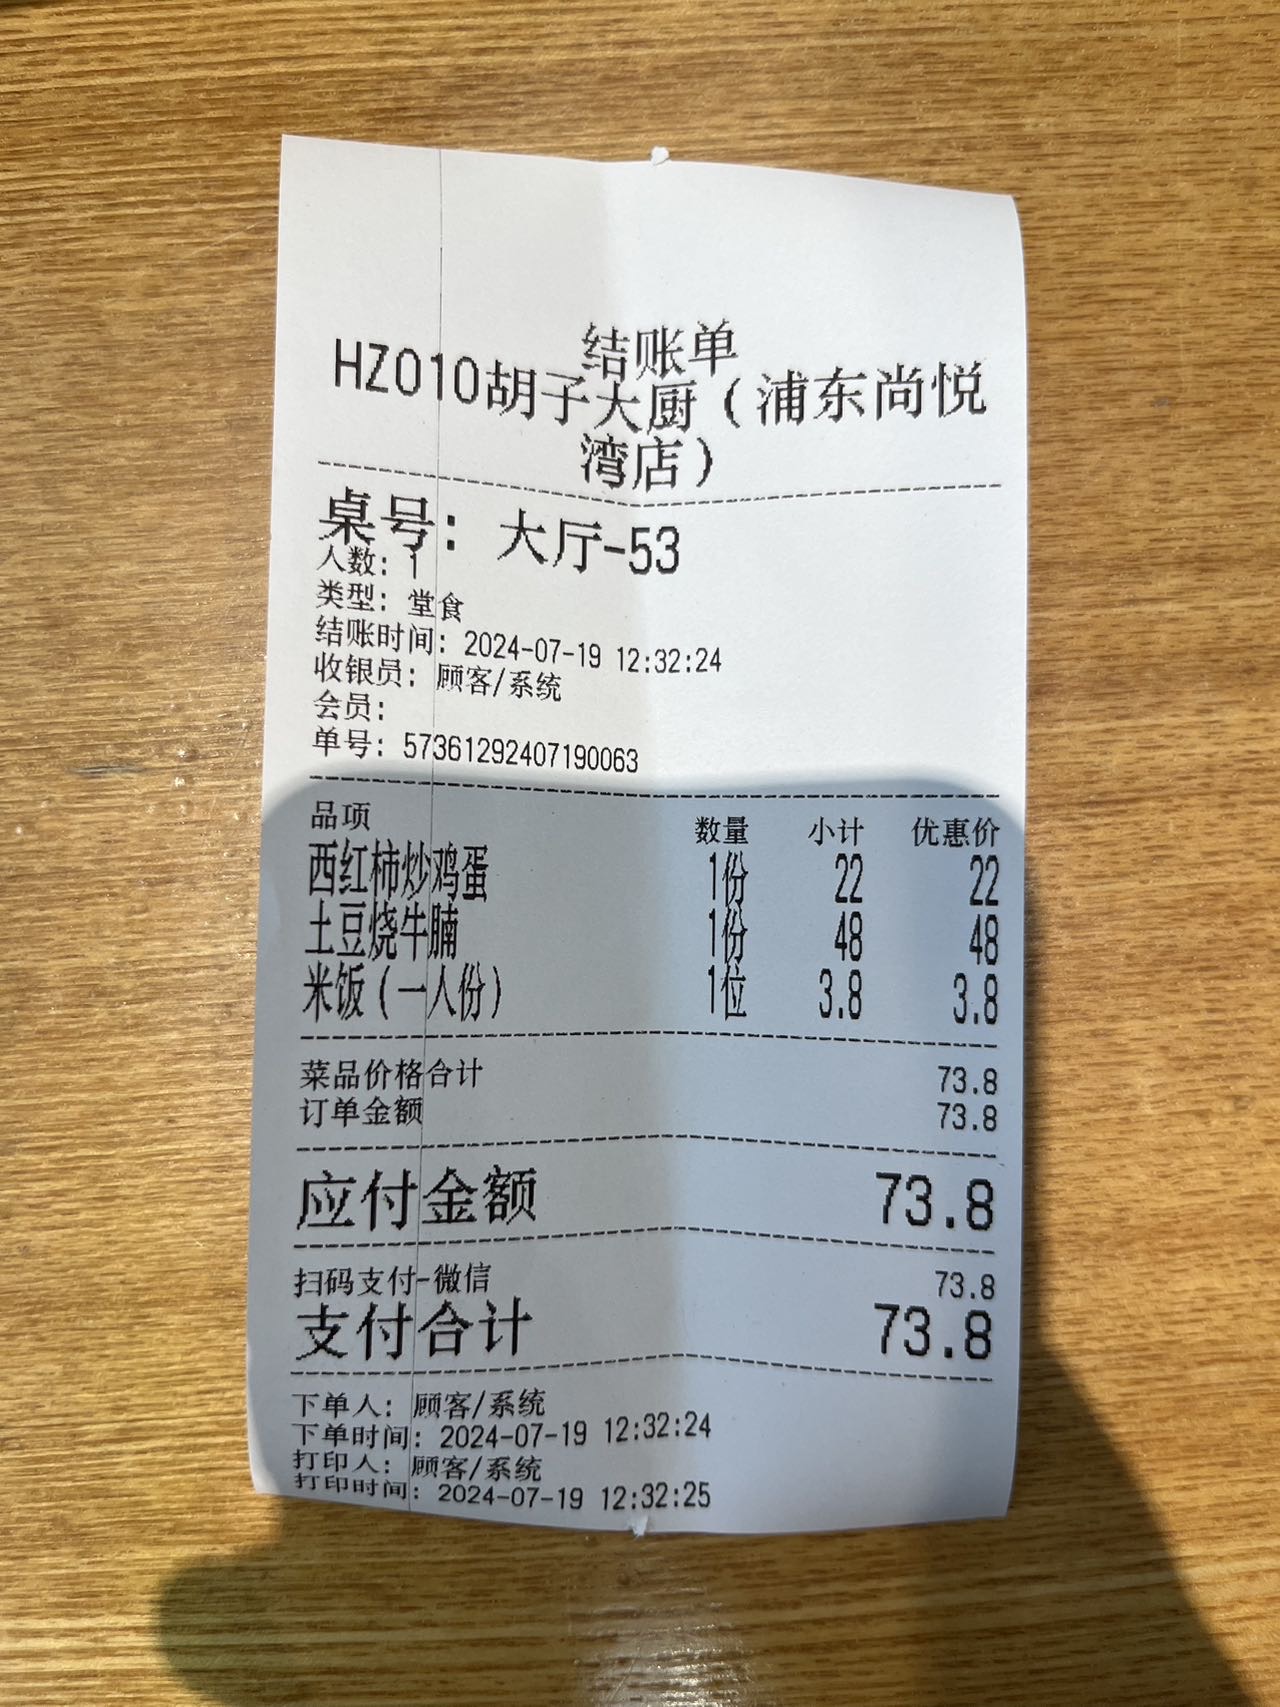 结账单
HZ010胡子大厨（浦东尚悦
湾店）
桌号：大厅-53
人数：1
类型：堂食
结账时间：2024-07-19 12:32:24
收银员：顾客/系统
会员：
单号：573612924071900​63
品项 数量 小计 优惠价
西红柿炒鸡蛋 1份 22 22
土豆烧牛腩 1份 48 48
米饭（一人份） 1位 3.8 3.8
菜品价格合计 73.8
订单金额 73.8
应付金额 73.8
扫码支付-微信 73.8
支付合计 73.8
下单人：顾客/系统
下单时间：2024-07-19 12:32:24
打印人：顾客/系统
打印时间：2024-07-19 12:32:25